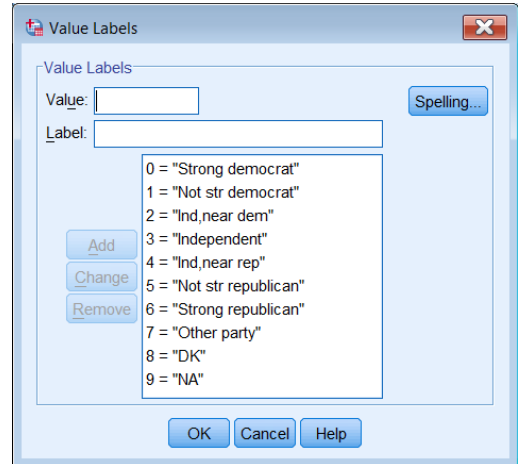 Value Labels
Value Labels
Value:
Spelling...
Label:
0 = "Strong democrat"
1 = "Not str democrat"
2 = "Ind,near dem"
3 = "Independent"
4 = "Ind,near rep"
5 = "Not str republican"
6 = "Strong republican"
7 = "Other party"
8 = "DK"
9 = "NA"
Add
Change
Remove
OK Cancel Help